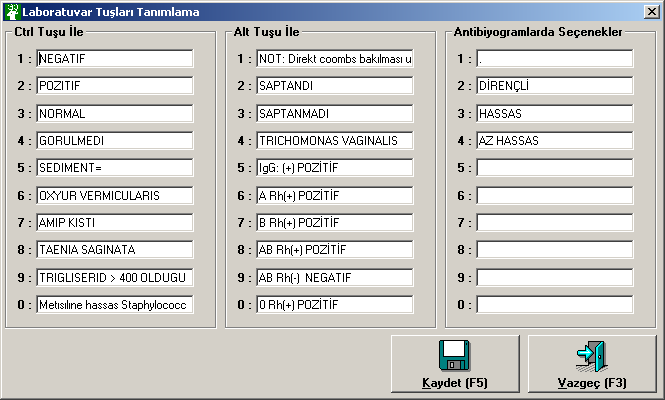 Laboratuvar Tuşları Tanımlama
Ctrl Tuşu İle
1 : NEGATIF
2 : POZITIF
3 : NORMAL
4 : GORULMEDI
5 : SEDIMENT=
6 : OXYUR VERMICULARIS
7 : AMIP KISTI
8 : TAENIA SAGINATA
9 : TRIGLISERID > 400 OLDUGU
0 : Metisiline hassas Staphylococc
Alt Tuşu İle
1 : NOT: Direkt coombs bakılması u
2 : SAPTANDI
3 : SAPTANMADI
4 : TRICHOMONAS VAGINALIS
5 : IgG: (+) POZİTİF
6 : A Rh(+) POZİTİF
7 : B Rh(+) POZİTİF
8 : AB Rh(+) POZİTİF
9 : AB Rh(-) NEGATIF
0 : 0 Rh(+) POZİTİF
Antibiyogramlarda Seçenekler
1 : .
2 : DİRENÇLİ
3 : HASSAS
4 : AZ HASSAS
5 :
6 :
7 :
8 :
9 :
0 :
Kaydet (F5)
Vazgeç (F3)